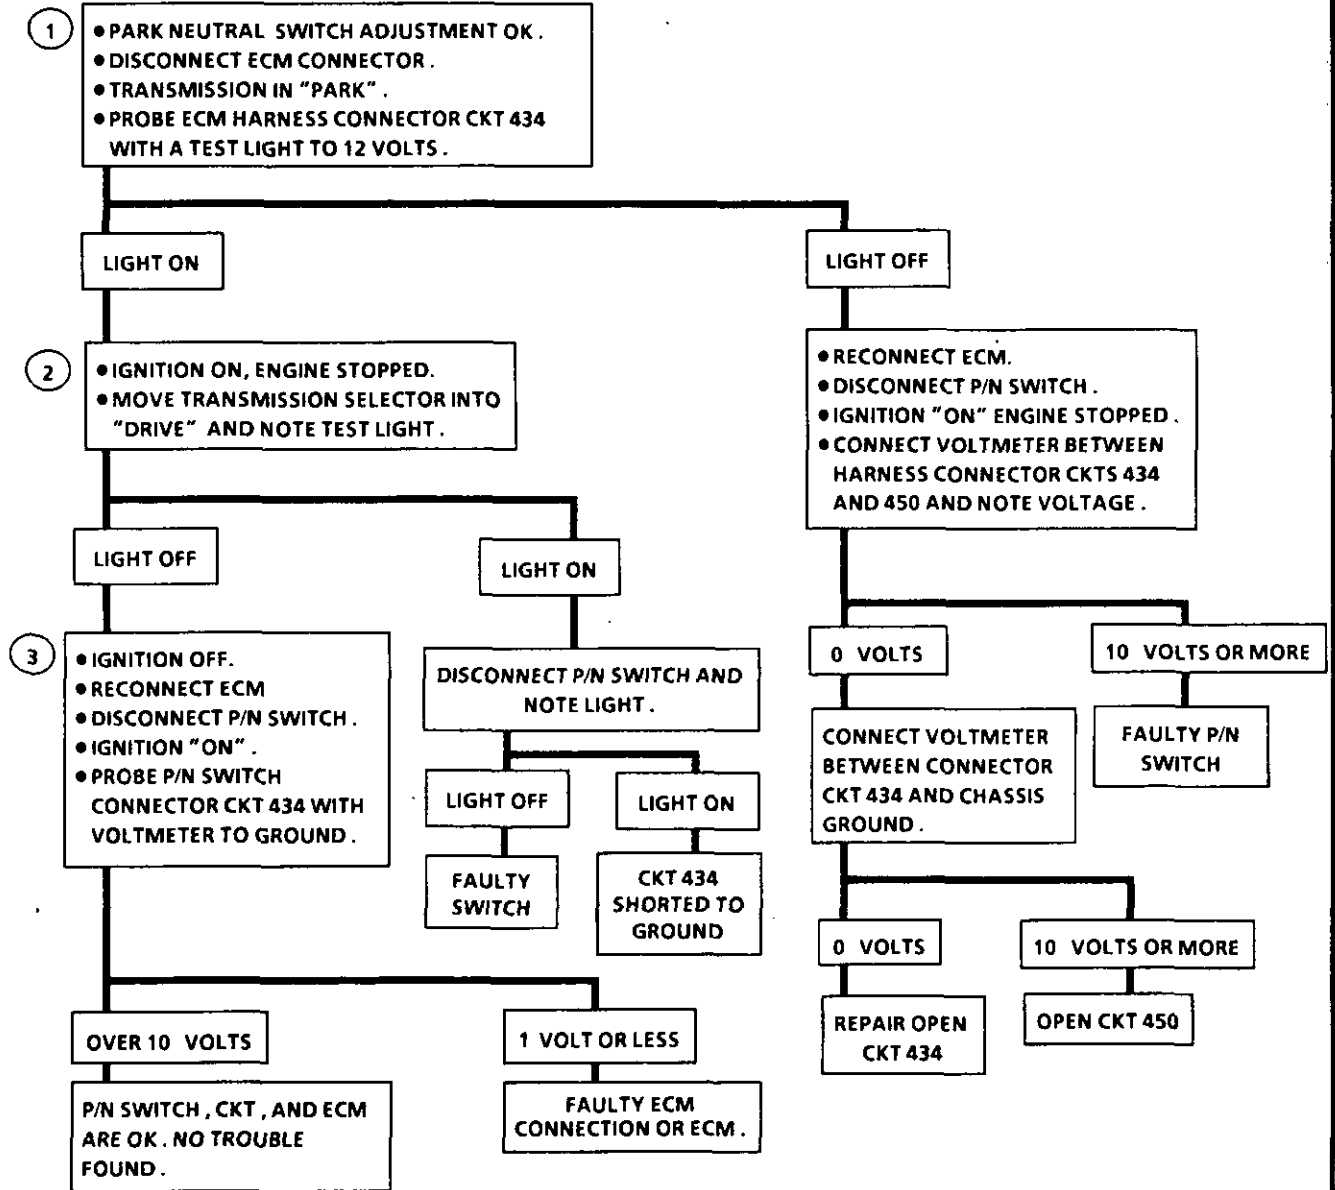 1
● PARK NEUTRAL SWITCH ADJUSTMENT OK.
● DISCONNECT ECM CONNECTOR.
● TRANSMISSION IN "PARK".
● PROBE ECM HARNESS CONNECTOR CKT 434
WITH A TEST LIGHT TO 12 VOLTS.
LIGHT ON
LIGHT OFF
2
● IGNITION ON, ENGINE STOPPED.
● MOVE TRANSMISSION SELECTOR INTO
"DRIVE" AND NOTE TEST LIGHT.
● RECONNECT ECM.
● DISCONNECT P/N SWITCH.
● IGNITION "ON" ENGINE STOPPED.
● CONNECT VOLTMETER BETWEEN
HARNESS CONNECTOR CKTS 434
AND 450 AND NOTE VOLTAGE.
LIGHT OFF
LIGHT ON
3
● IGNITION OFF.
● RECONNECT ECM
● DISCONNECT P/N SWITCH.
● IGNITION "ON".
● PROBE P/N SWITCH
CONNECTOR CKT 434 WITH
VOLTMETER TO GROUND.
DISCONNECT P/N SWITCH AND
NOTE LIGHT.
0 VOLTS
10 VOLTS OR MORE
LIGHT OFF
LIGHT ON
CONNECT VOLTMETER
BETWEEN CONNECTOR
CKT 434 AND CHASSIS
GROUND.
FAULTY P/N
SWITCH
FAULTY
SWITCH
CKT 434
SHORTED TO
GROUND
0 VOLTS
10 VOLTS OR MORE
OVER 10 VOLTS
1 VOLT OR LESS
REPAIR OPEN
CKT 434
OPEN CKT 450
P/N SWITCH, CKT, AND ECM
ARE OK. NO TROUBLE
FOUND.
FAULTY ECM
CONNECTION OR ECM.